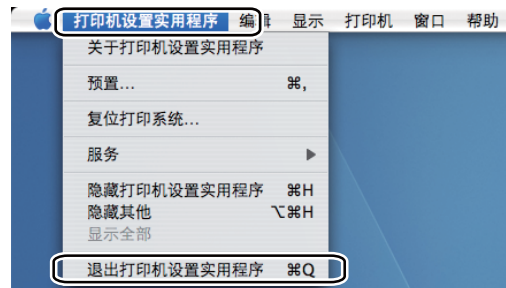 打印机设置实用程序 编辑 显示 打印机 窗口 帮助
关于打印机设置实用程序
预置... ⌘,
复位打印系统...
服务 ▶
隐藏打印机设置实用程序 ⌘H
隐藏其他 ⌥⌘H
显示全部
退出打印机设置实用程序 ⌘Q